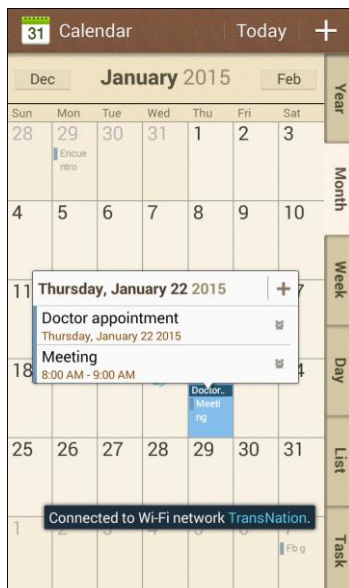 31 Calendar Today +
Dec January 2015 Feb
Sun Mon Tue Wed Thu Fri Sat
28 29 30 31 1 2 3
Encue
ntro
4 5 6 7 8 9 10
11
Thursday, January 22 2015 +
Doctor appointment
Thursday, January 22 2015
Meeting
8:00 AM - 9:00 AM
18
Doctor..
Meeti
ng
25 26 27 28 29 30 31
Connected to Wi-Fi network TransNation.
1
Fb g
Year
Month
Week
Day
List
Task